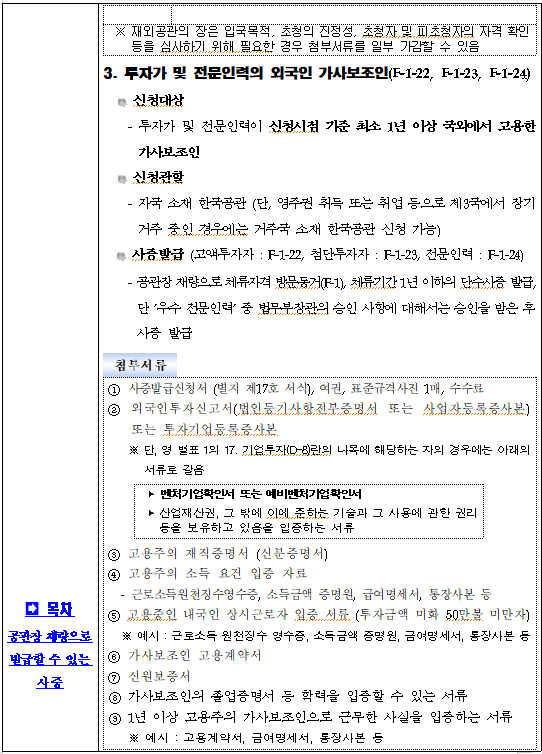 ※ 재외공관의 장은 입국목적, 초청의 진정성, 초청자 및 피초청자의 자격 확인
등을 심사하기 위해 필요한 경우 첨부서류를 일부 가감할 수 있음
3. 투자가 및 전문인력의 외국인 가사보조인(F-1-22, F-1-23, F-1-24)
신청대상
- 투자가 및 전문인력이 신청시점 기준 최소 1년 이상 국외에서 고용한
가사보조인
신청관할
- 자국 소재 한국공관 (단, 영주권 취득 또는 취업 등으로 제3국에서 장기
거주 중인 경우에는 거주국 소재 한국공관 신청 가능)
사증발급 (고액투자자 : F-1-22, 첨단투자자 : F-1-23, 전문인력 : F-1-24)
- 공관장 재량으로 체류자격 방문동거(F-1), 체류기간 1년 이하의 단수사증 발급,
단 '우수 전문인력' 중 법무부장관의 승인 사항에 대해서는 승인을 받은 후
사증 발급
첨부서류
① 사증발급신청서 (별지 제17호 서식), 여권, 표준규격사진 1매, 수수료
② 외국인투자신고서(법인등기사항전부증명서 또는 사업자등록증사본)
또는 투자기업등록증사본
※ 단, 영 별표 1의 17. 기업투자(D-8)란의 나목에 해당하는 자의 경우에는 아래의
서류로 갈음
▶ 벤처기업확인서 또는 예비벤처기업확인서
▶ 산업재산권, 그 밖에 이에 준하는 기술과 그 사용에 관한 권리
등을 보유하고 있음을 입증하는 서류
③ 고용주의 재직증명서 (신분증명서)
④ 고용주의 소득 요건 입증 자료
- 근로소득원천징수영수증, 소득금액 증명원, 급여명세서, 통장사본 등
⑤ 고용중인 내국인 상시근로자 입증 서류 (투자금액 미화 50만불 미만자)
※ 예시 : 근로소득 원천징수 영수증, 소득금액 증명원, 급여명세서, 통장사본 등
⑥ 가사보조인 고용계약서
⑦ 신원보증서
⑧ 가사보조인의 졸업증명서 등 학력을 입증할 수 있는 서류
⑨ 1년 이상 고용주의 가사보조인으로 근무한 사실을 입증하는 서류
※ 예시 : 고용계약서, 급여명세서, 통장사본 등
목차
공관장 재량으로
발급할 수 있는
사증